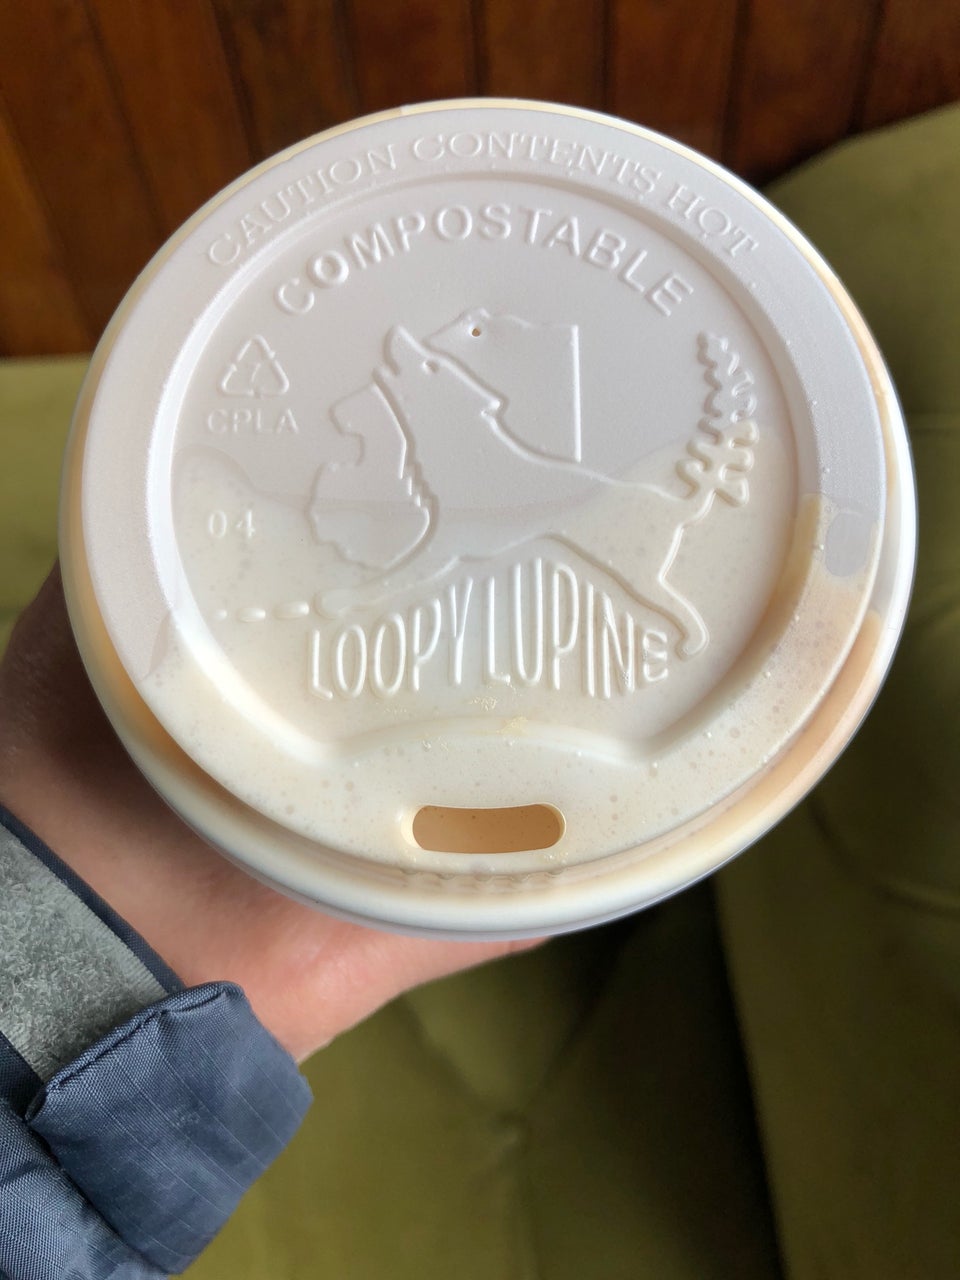 CAUTION CONTENTS HOT
COMPOSTABLE
7
CPLA
04
LOOPY LUPINE